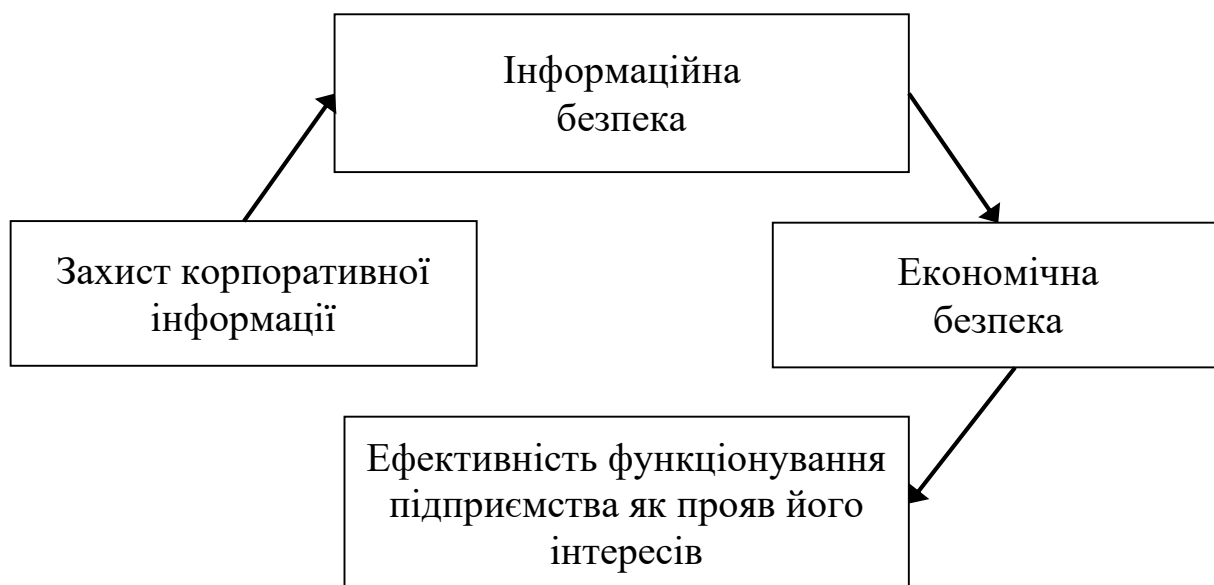 Інформаційна
безпека
Захист корпоративної
інформації
Економічна
безпека
Ефективність функціонування
підприємства як прояв його
інтересів